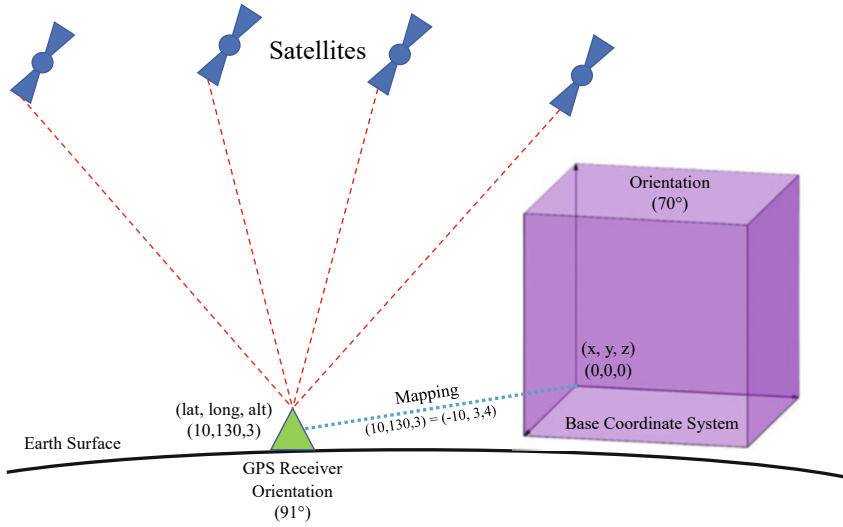 Satellites
Orientation
(70°)
(x, y, z)
(0,0,0)
Mapping
(10,130,3) = (-10, 3,4)
(lat, long, alt)
(10,130,3)
Base Coordinate System
Earth Surface
GPS Receiver
Orientation
(91°)